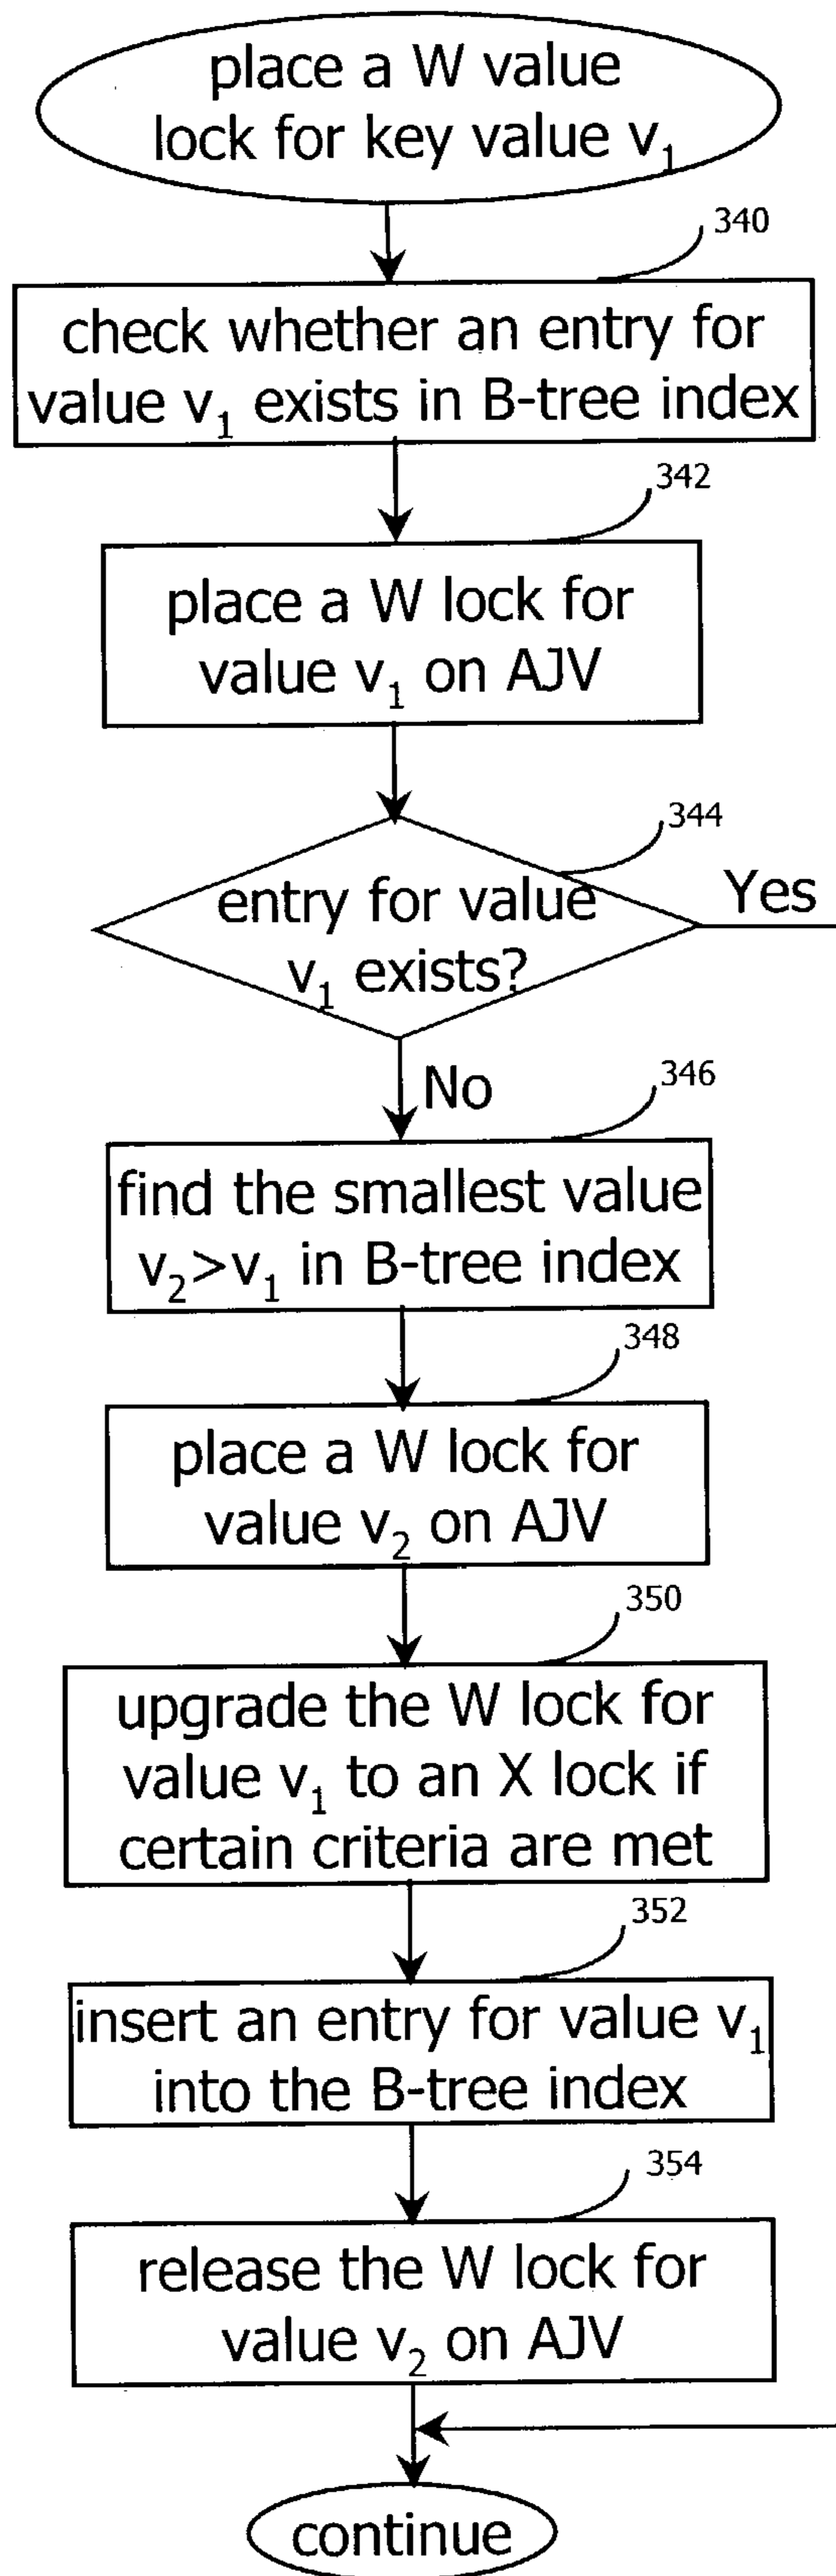 place a W value
lock for key value v₁
340
check whether an entry for
value v₁ exists in B-tree index
342
place a W lock for
value v₁ on AJV
344
entry for value
v₁ exists?
Yes
No
346
find the smallest value
v₂>v₁ in B-tree index
348
place a W lock for
value v₂ on AJV
350
upgrade the W lock for
value v₁ to an X lock if
certain criteria are met
352
insert an entry for value v₁
into the B-tree index
354
release the W lock for
value v₂ on AJV
continue